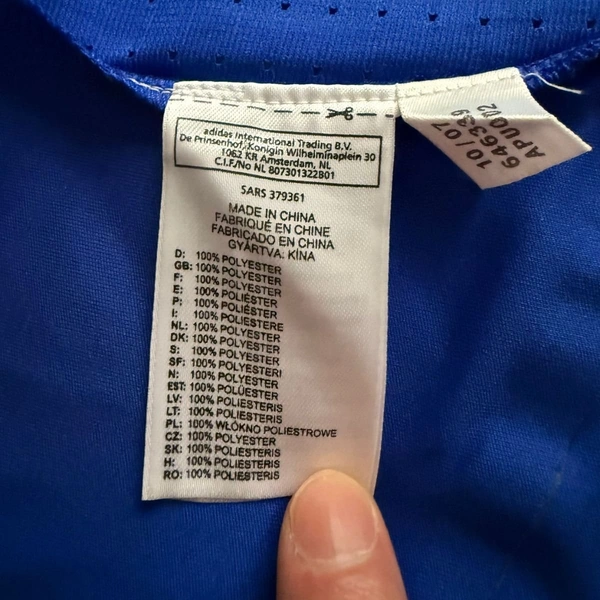 adidas International Trading B.V.
De Prinsenhof, Konigin Wilheiminaplein 30
1062 KR Amsterdam, NL
C.I.F./No NL 807301322B01
SARS 379361
MADE IN CHINA
FABRIQUÉ EN CHINE
FABRICADO EN CHINA
GYÁRTVA: KÍNA
D: 100% POLYESTER
GB: 100% POLYESTER
F: 100% POLYESTER
E: 100% POLIÉSTER
P: 100% POLIÉSTER
I: 100% POLIESTERE
NL: 100% POLYESTER
DK: 100% POLYESTER
S: 100% POLYESTER
SF: 100% POLYESTERI
N: 100% POLYESTER
EST: 100% POLÜESTER
LV: 100% POLIESTERIS
LT: 100% POLIESTERIS
PL: 100% WŁÓKNO POLIESTROWE
CZ: 100% POLYESTER
SK: 100% POLIESTERIS
H: 100% POLIESTERIS
RO: 100% POLIESTERIS
10/07
646339
APU002